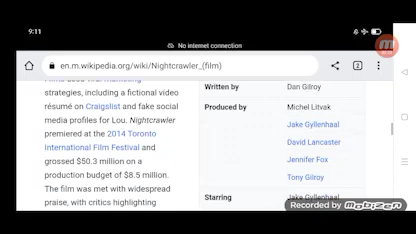 9:11
No internet connection
en.m.wikipedia.org/wiki/Nightcrawler_(film)
2
strategies, including a fictional video
résumé on Craigslist and fake social
media profiles for Lou. Nightcrawler
premiered at the 2014 Toronto
International Film Festival and
grossed $50.3 million on a
production budget of $8.5 million.
The film was met with widespread
praise, with critics highlighting
Written by Dan Gilroy
Produced by Michel Litvak
Jake Gyllenhaal
David Lancaster
Jennifer Fox
Tony Gilroy
Starring Jake Gyllenhaal
Recorded by mobizen